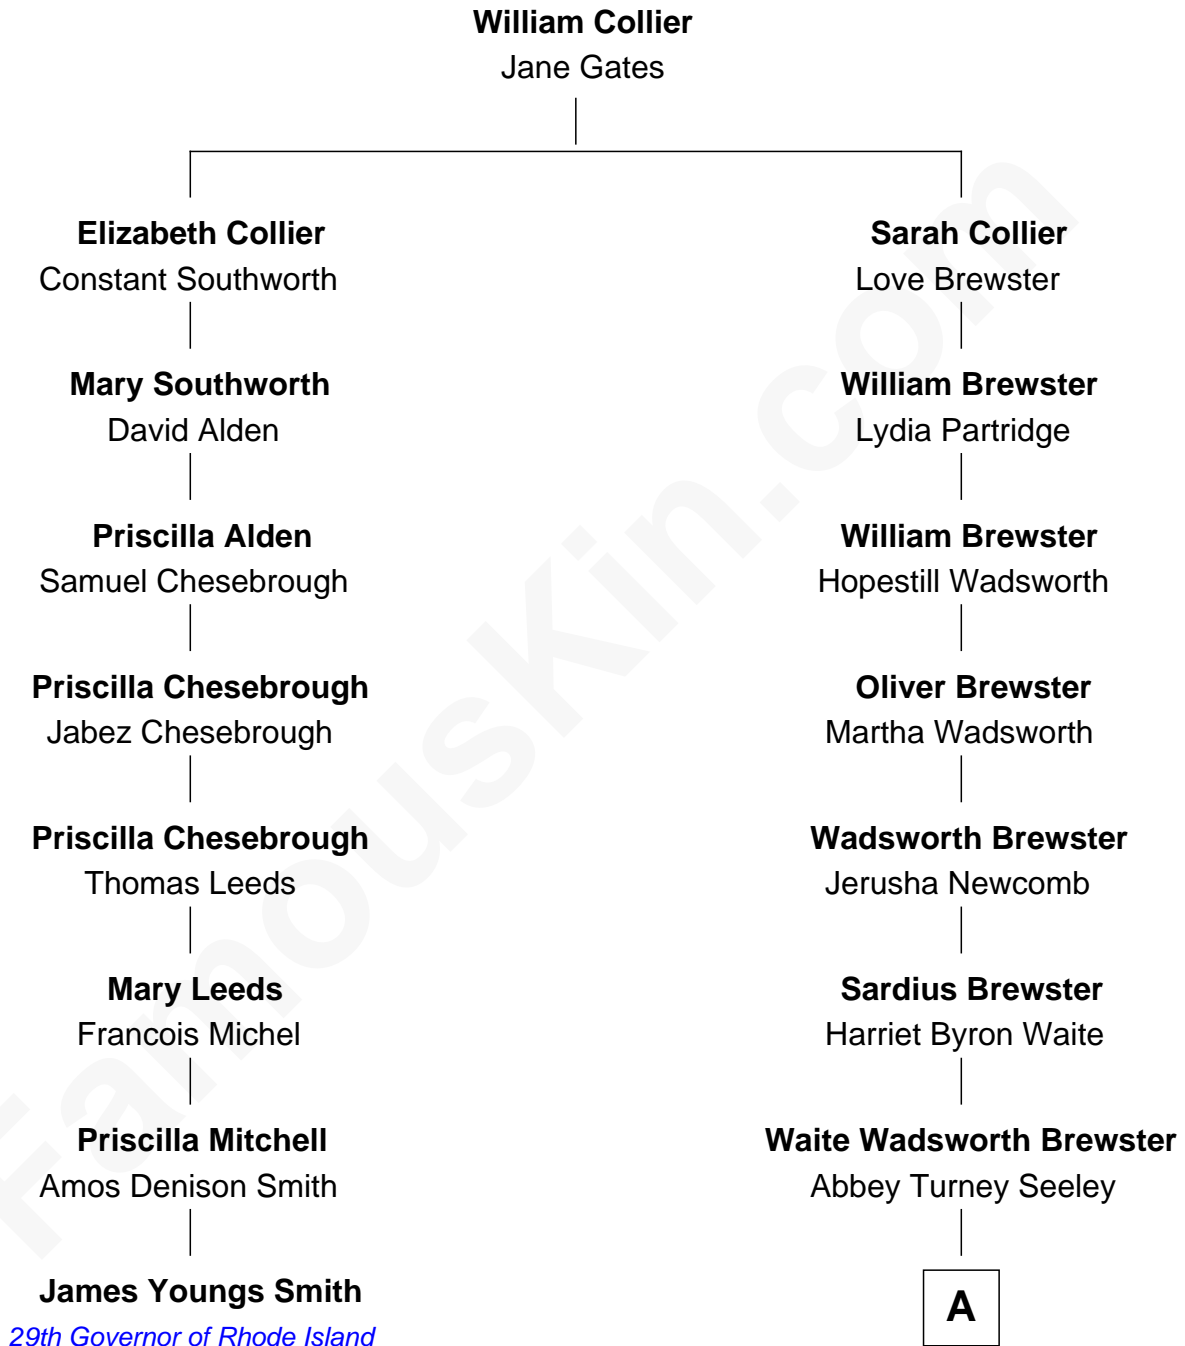 William Collier
Jane Gates
Elizabeth Collier
Constant Southworth
Sarah Collier
Love Brewster
Mary Southworth
David Alden
William Brewster
Lydia Partridge
Priscilla Alden
Samuel Chesebrough
William Brewster
Hopestill Wadsworth
Priscilla Chesebrough
Jabez Chesebrough
Oliver Brewster
Martha Wadsworth
Priscilla Chesebrough
Thomas Leeds
Wadsworth Brewster
Jerusha Newcomb
Mary Leeds
Francois Michel
Sardius Brewster
Harriet Byron Waite
Priscilla Mitchell
Amos Denison Smith
Waite Wadsworth Brewster
Abbey Turney Seeley
James Youngs Smith
29th Governor of Rhode Island
A
FamousKin.com